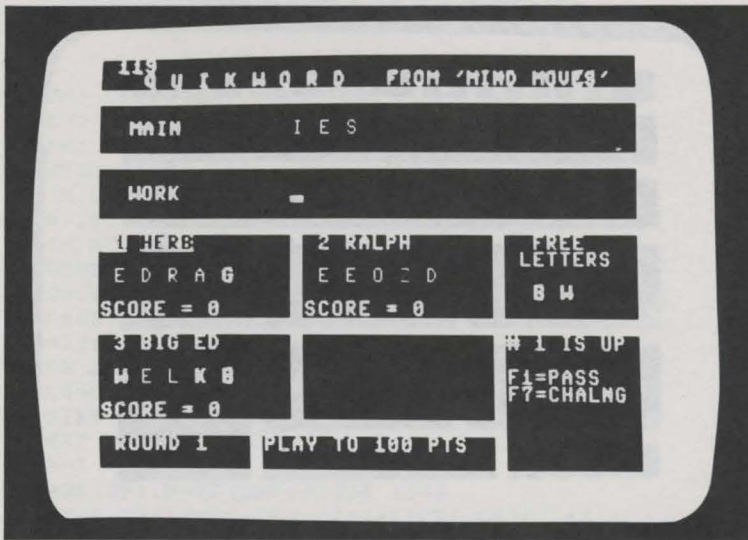 119
Q U I K W O R D FROM 'MIND MOVES'
MAIN I E S
WORK
1 HERB
E D R A G
SCORE = 0
2 RALPH
E E O D
SCORE = 0
FREE
LETTERS
B W
3 BIG ED
W E L K
SCORE = 0
# 1 IS UP
F1=PASS
F7=CHALNG
ROUND 1
PLAY TO 100 PTS